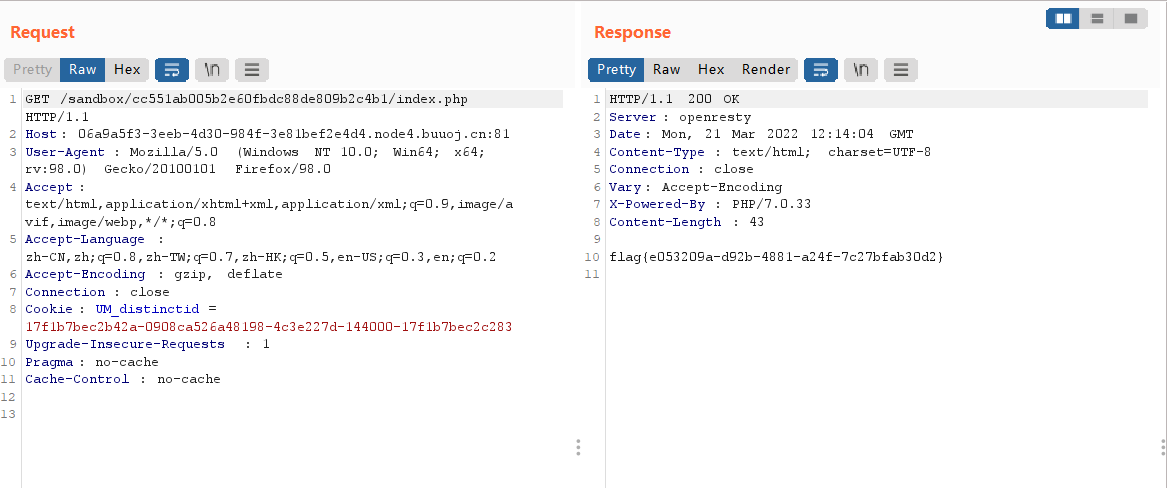 Request
Pretty Raw Hex \n
1 GET /sandbox/cc551ab005b2e60fbdc88de809b2c4b1/index.php
HTTP/1.1
2 Host : 06a9a5f3-3eeb-4d30-984f-3e81bef2e4d4.node4.buuoj.cn:81
3 User-Agent : Mozilla/5.0 (Windows NT 10.0; Win64; x64;
rv:98.0) Gecko/20100101 Firefox/98.0
4 Accept :
text/html,application/xhtml+xml,application/xml;q=0.9,image/a
vif,image/webp,*/*;q=0.8
5 Accept-Language :
zh-CN,zh;q=0.8,zh-TW;q=0.7,zh-HK;q=0.5,en-US;q=0.3,en;q=0.2
6 Accept-Encoding : gzip, deflate
7 Connection : close
8 Cookie : UM_distinctid =
17f1b7bec2b42a-0908ca526a48198-4c3e227d-144000-17f1b7bec2c283
9 Upgrade-Insecure-Requests : 1
10 Pragma : no-cache
11 Cache-Control : no-cache
12
13
Response
Pretty Raw Hex Render \n
1 HTTP/1.1 200 OK
2 Server : openresty
3 Date : Mon, 21 Mar 2022 12:14:04 GMT
4 Content-Type : text/html; charset=UTF-8
5 Connection : close
6 Vary : Accept-Encoding
7 X-Powered-By : PHP/7.0.33
8 Content-Length : 43
9
10 flag{e053209a-d92b-4881-a24f-7c27bfab30d2}
11